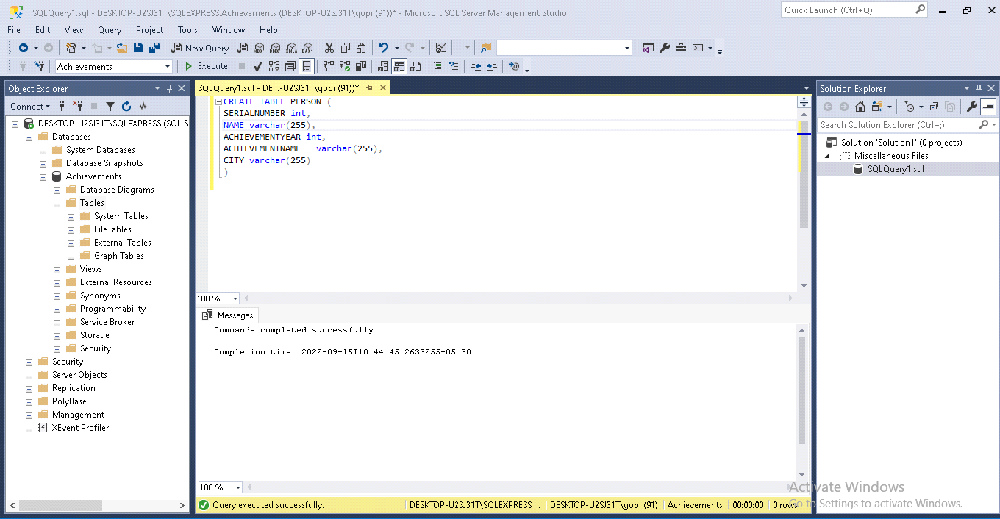 SQLQuery1.sql - DESKTOP-U2SJ31T\SQLEXPRESS.Achievements (DESKTOP-U2SJ31T\gopi (91))* - Microsoft SQL Server Management Studio
Quick Launch (Ctrl+Q)
File Edit View Query Project Tools Window Help
New Query MDX DMX XMLA DAX
Achievements Execute
Object Explorer
Connect
DESKTOP-U2SJ31T\SQLEXPRESS (SQL S
Databases
System Databases
Database Snapshots
Achievements
Database Diagrams
Tables
System Tables
FileTables
External Tables
Graph Tables
Views
External Resources
Synonyms
Programmability
Service Broker
Storage
Security
Security
Server Objects
Replication
PolyBase
Management
XEvent Profiler
SQLQuery1.sql - DE...-U2SJ31T\gopi (91))*
CREATE TABLE PERSON (
SERIALNUMBER int,
NAME varchar(255),
ACHIEVEMENTYEAR int,
ACHIEVEMENTNAME   varchar(255),
CITY varchar(255)
)
100 %
Messages
Commands completed successfully.
Completion time: 2022-09-15T10:44:45.2633255+05:30
100 %
Query executed successfully. DESKTOP-U2SJ31T\SQLEXPRESS ... DESKTOP-U2SJ31T\gopi (91) Achievements 00:00:00 0 rows
Solution Explorer
Search Solution Explorer (Ctrl+;)
Solution 'Solution1' (0 projects)
Miscellaneous Files
SQLQuery1.sql
Activate Windows
Go to Settings to activate Windows.